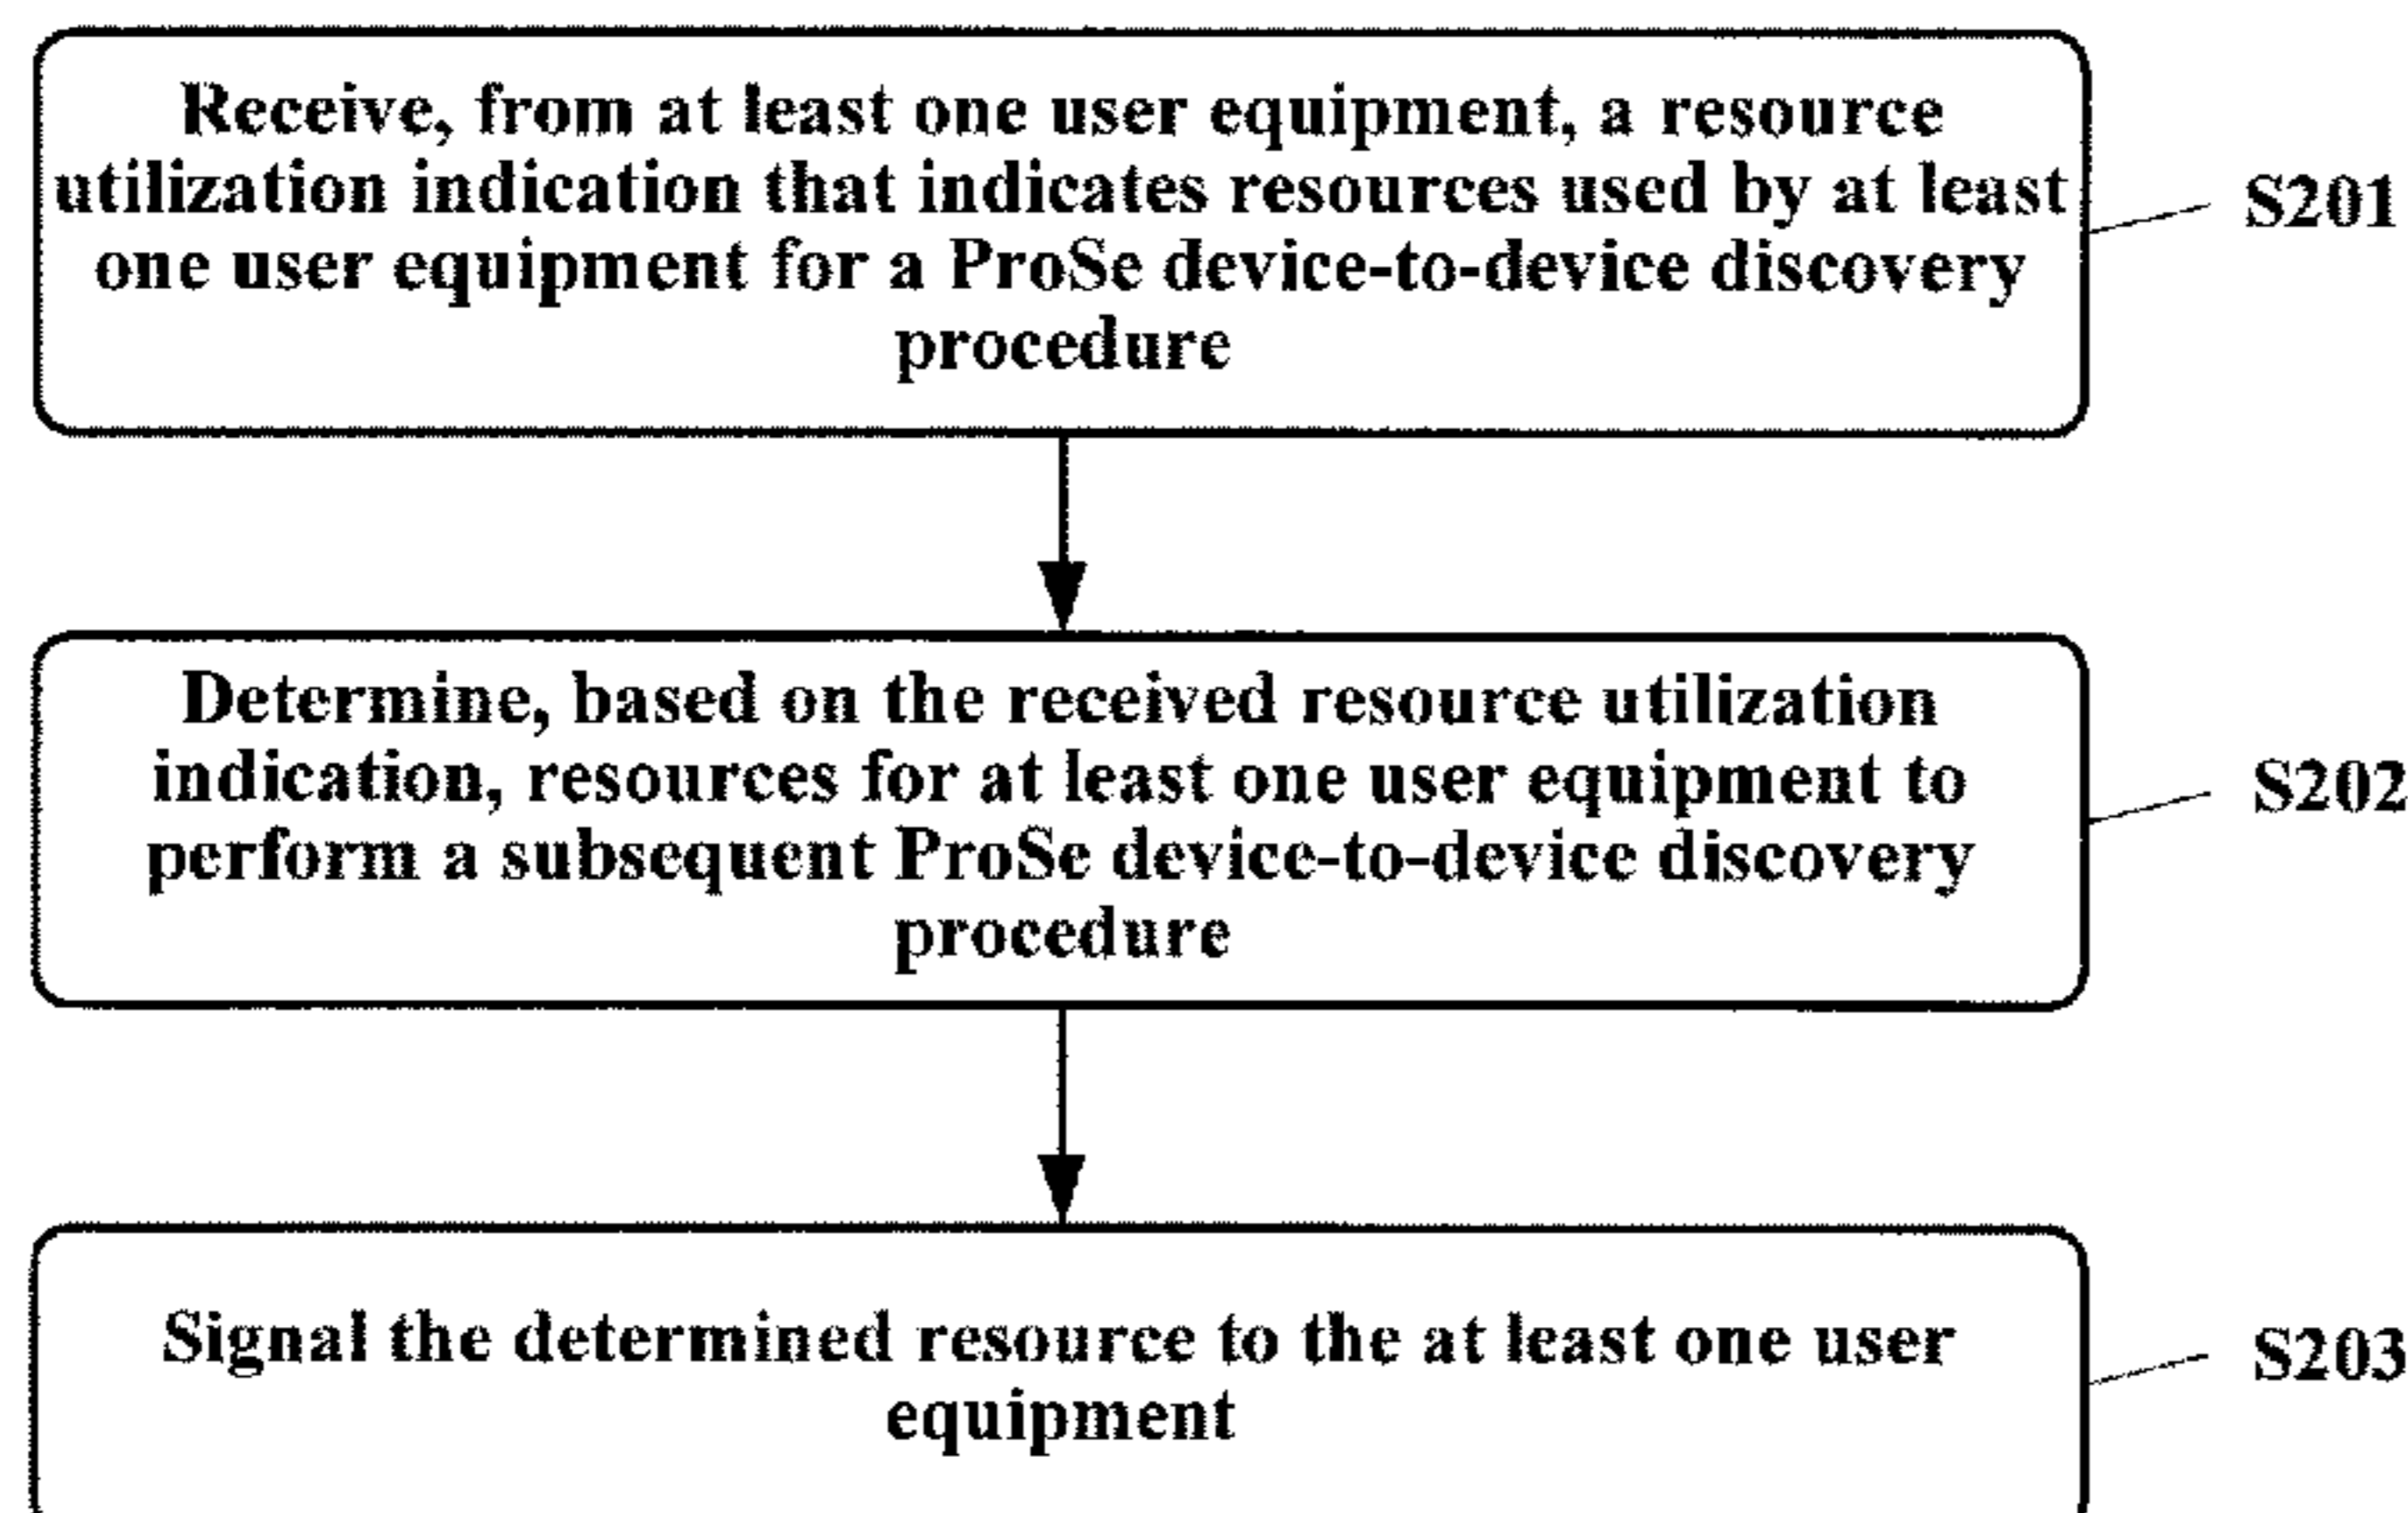 Receive, from at least one user equipment, a resource
utilization indication that indicates resources used by at least
one user equipment for a ProSe device-to-device discovery
procedure
S201
Determine, based on the received resource utilization
indication, resources for at least one user equipment to
perform a subsequent ProSe device-to-device discovery
procedure
S202
Signal the determined resource to the at least one user
equipment
S203